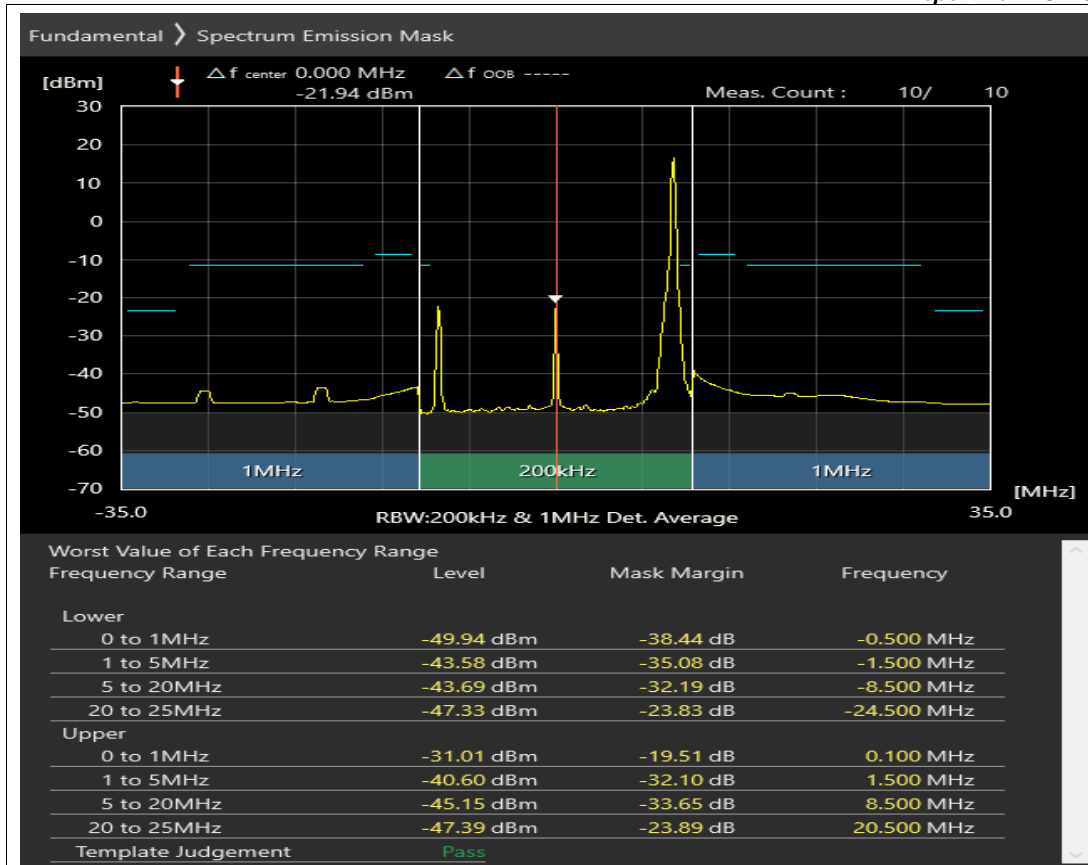 Fundamental 》 Spectrum Emission Mask
[dBm] △f center 0.000 MHz △f OOB -----
-21.94 dBm Meas. Count : 10/ 10
30
20
10
0
-10
-20
-30
-40
-50
-60
1MHz 200kHz 1MHz
-70
[MHz]
-35.0 RBW:200kHz & 1MHz Det. Average 35.0
Worst Value of Each Frequency Range
Frequency Range Level Mask Margin Frequency
Lower
0 to 1MHz -49.94 dBm -38.44 dB -0.500 MHz
1 to 5MHz -43.58 dBm -35.08 dB -1.500 MHz
5 to 20MHz -43.69 dBm -32.19 dB -8.500 MHz
20 to 25MHz -47.33 dBm -23.83 dB -24.500 MHz
Upper
0 to 1MHz -31.01 dBm -19.51 dB 0.100 MHz
1 to 5MHz -40.60 dBm -32.10 dB 1.500 MHz
5 to 20MHz -45.15 dBm -33.65 dB 8.500 MHz
20 to 25MHz -47.39 dBm -23.89 dB 20.500 MHz
Template Judgement Pass